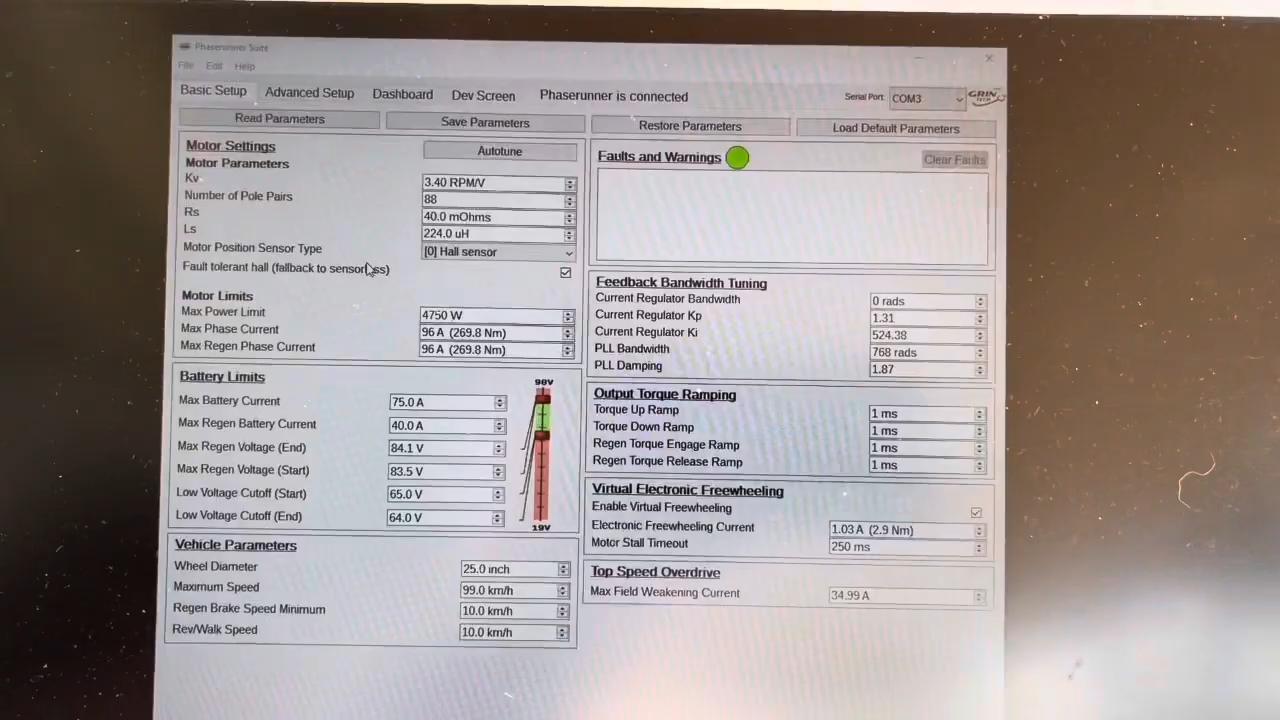 Phaserunner Suite
File Edit Help
Basic Setup Advanced Setup Dashboard Dev Screen Phaserunner is connected Serial Port: COM3 GRIN TECH
Read Parameters Save Parameters Restore Parameters Load Default Parameters
Motor Settings Autotune
Motor Parameters
Kv 3.40 RPM/V
Number of Pole Pairs 88
Rs 40.0 mOhms
Ls 224.0 uH
Motor Position Sensor Type [0] Hall sensor
Fault tolerant hall (fallback to sensorless)
Motor Limits
Max Power Limit 4750 W
Max Phase Current 96 A (269.8 Nm)
Max Regen Phase Current 96 A (269.8 Nm)
Battery Limits
90V
Max Battery Current 75.0 A
Max Regen Battery Current 40.0 A
Max Regen Voltage (End) 84.1 V
Max Regen Voltage (Start) 83.5 V
Low Voltage Cutoff (Start) 65.0 V
Low Voltage Cutoff (End) 64.0 V
19V
Vehicle Parameters
Wheel Diameter 25.0 inch
Maximum Speed 99.0 km/h
Regen Brake Speed Minimum 10.0 km/h
Rev/Walk Speed 10.0 km/h
Faults and Warnings Clear Faults
Feedback Bandwidth Tuning
Current Regulator Bandwidth 0 rads
Current Regulator Kp 1.31
Current Regulator Ki 524.38
PLL Bandwidth 768 rads
PLL Damping 1.87
Output Torque Ramping
Torque Up Ramp 1 ms
Torque Down Ramp 1 ms
Regen Torque Engage Ramp 1 ms
Regen Torque Release Ramp 1 ms
Virtual Electronic Freewheeling
Enable Virtual Freewheeling
Electronic Freewheeling Current 1.03 A (2.9 Nm)
Motor Stall Timeout 250 ms
Top Speed Overdrive
Max Field Weakening Current 34.99 A